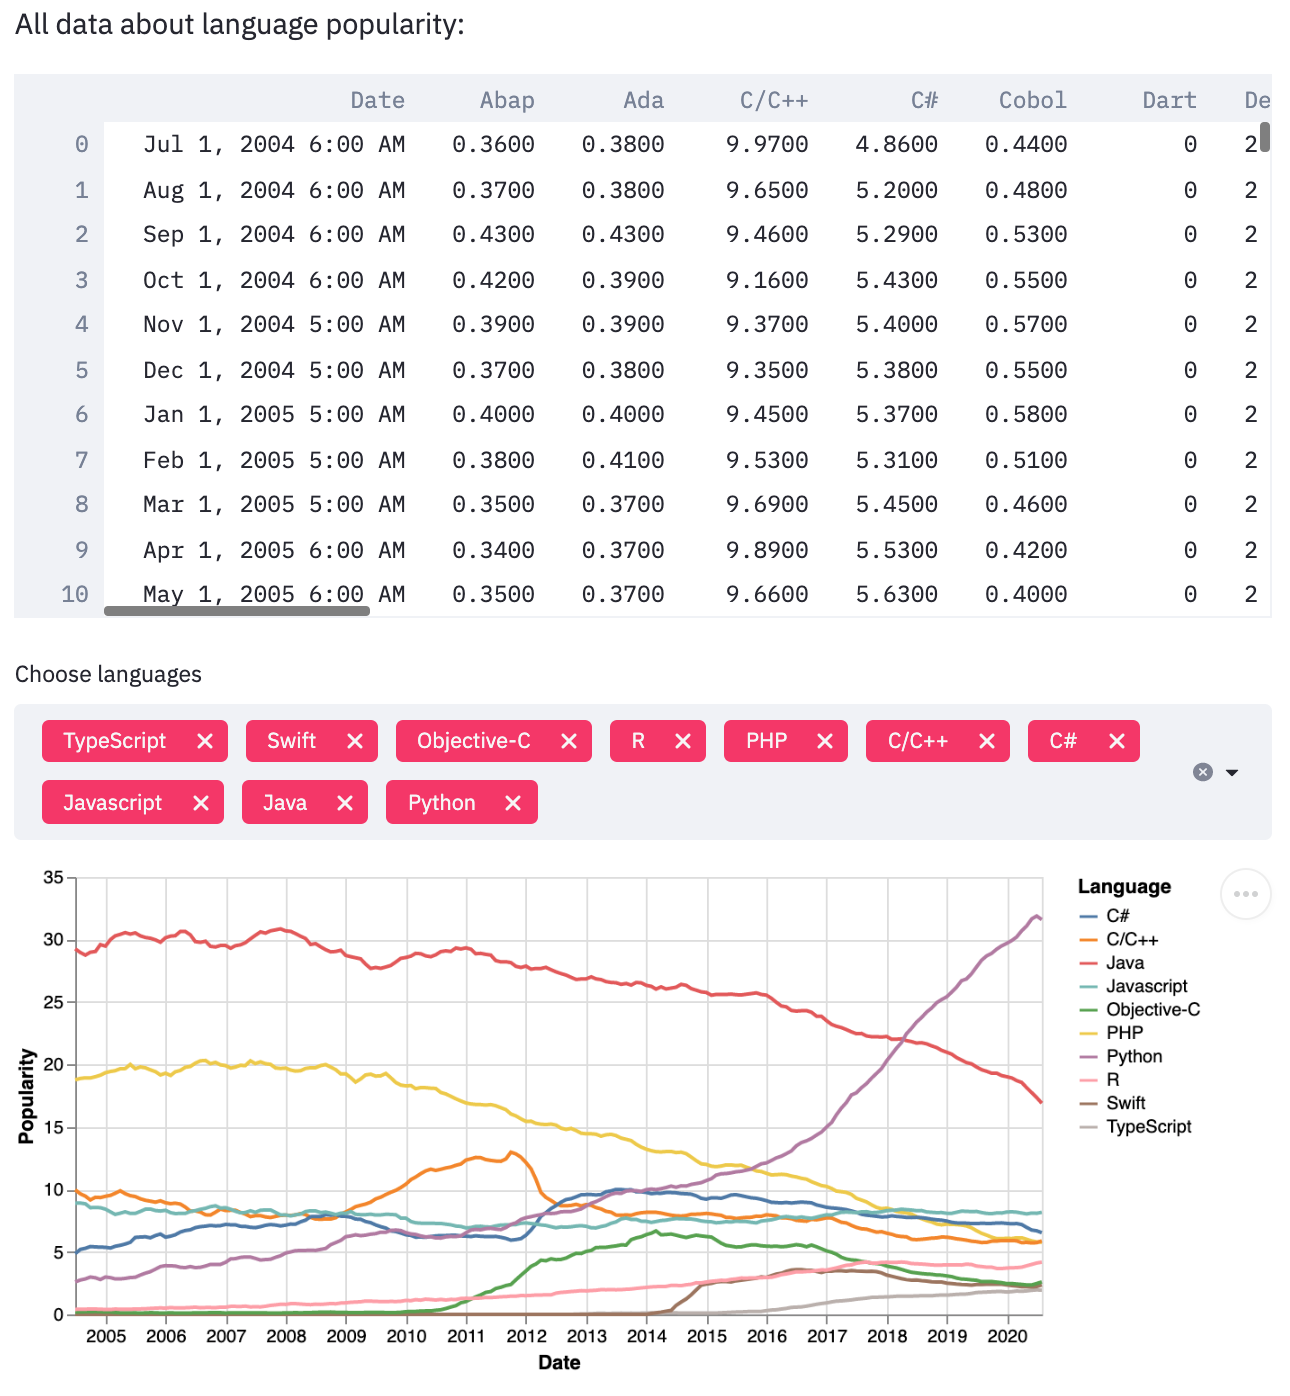 All data about language popularity:
Date Abap Ada C/C++ C# Cobol Dart De
0 Jul 1, 2004 6:00 AM 0.3600 0.3800 9.9700 4.8600 0.4400 0 2
1 Aug 1, 2004 6:00 AM 0.3700 0.3800 9.6500 5.2000 0.4800 0 2
2 Sep 1, 2004 6:00 AM 0.4300 0.4300 9.4600 5.2900 0.5300 0 2
3 Oct 1, 2004 6:00 AM 0.4200 0.3900 9.1600 5.4300 0.5500 0 2
4 Nov 1, 2004 5:00 AM 0.3900 0.3900 9.3700 5.4000 0.5700 0 2
5 Dec 1, 2004 5:00 AM 0.3700 0.3800 9.3500 5.3800 0.5500 0 2
6 Jan 1, 2005 5:00 AM 0.4000 0.4000 9.4500 5.3700 0.5800 0 2
7 Feb 1, 2005 5:00 AM 0.3800 0.4100 9.5300 5.3100 0.5100 0 2
8 Mar 1, 2005 5:00 AM 0.3500 0.3700 9.6900 5.4500 0.4600 0 2
9 Apr 1, 2005 6:00 AM 0.3400 0.3700 9.8900 5.5300 0.4200 0 2
10 May 1, 2005 6:00 AM 0.3500 0.3700 9.6600 5.6300 0.4000 0 2
Choose languages
TypeScript Swift Objective-C R PHP C/C++ C#
Javascript Java Python
35
30
25
20
15
10
5
0
Popularity
2005 2006 2007 2008 2009 2010 2011 2012 2013 2014 2015 2016 2017 2018 2019 2020
Date
Language
C#
C/C++
Java
Javascript
Objective-C
PHP
Python
R
Swift
TypeScript